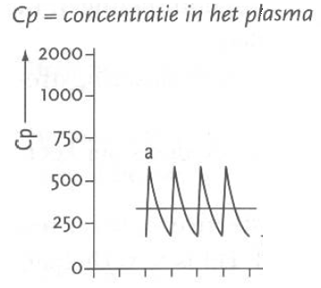 Cp = concentratie in het plasma
2000
1000
Cp
750
a
500
250
0